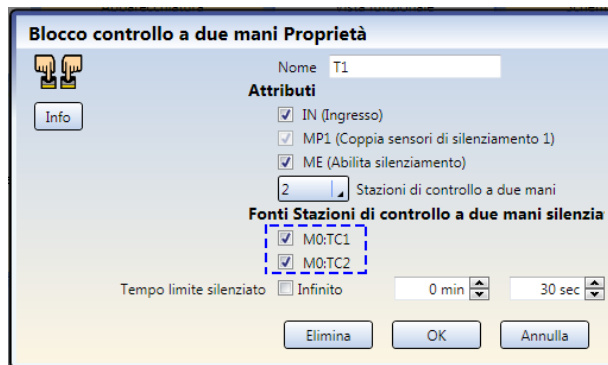 Blocco controllo a due mani Proprietà
Nome T1
Attributi
Info
IN (Ingresso)
MP1 (Coppia sensori di silenziamento 1)
ME (Abilita silenziamento)
2 Stazioni di controllo a due mani
Fonti Stazioni di controllo a due mani silenzia
M0:TC1
M0:TC2
Tempo limite silenziato Infinito 0 min 30 sec
Elimina OK Annulla